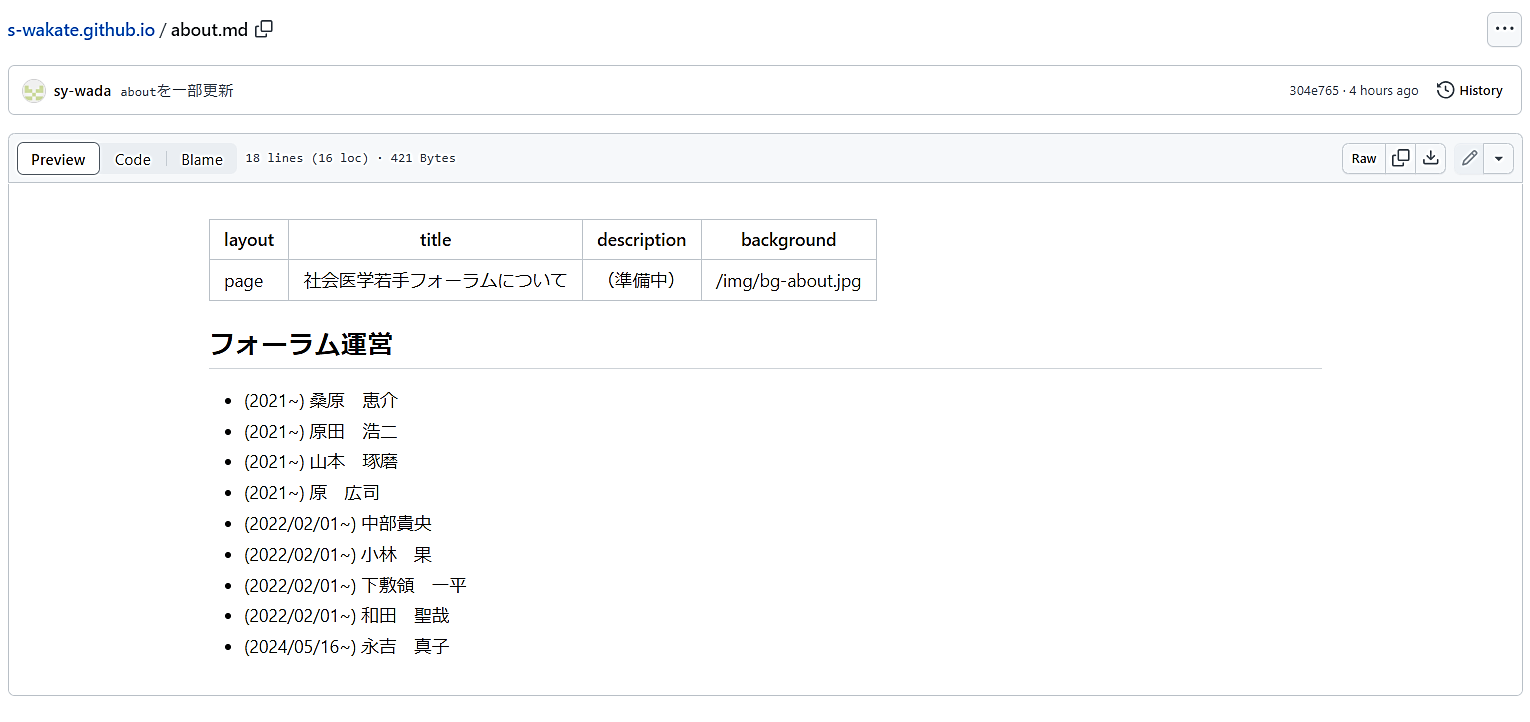 s-wakate.github.io / about.md
sy-wada aboutを一部更新 304e765 · 4 hours ago History
Preview Code Blame 18 lines (16 loc) · 421 Bytes Raw
layout title description background
page 社会医学若手フォーラムについて （準備中） /img/bg-about.jpg
フォーラム運営
• (2021~) 桑原　恵介
• (2021~) 原田　浩二
• (2021~) 山本　琢磨
• (2021~) 原　広司
• (2022/02/01~) 中部貴央
• (2022/02/01~) 小林　果
• (2022/02/01~) 下敷領　一平
• (2022/02/01~) 和田　聖哉
• (2024/05/16~) 永吉　真子